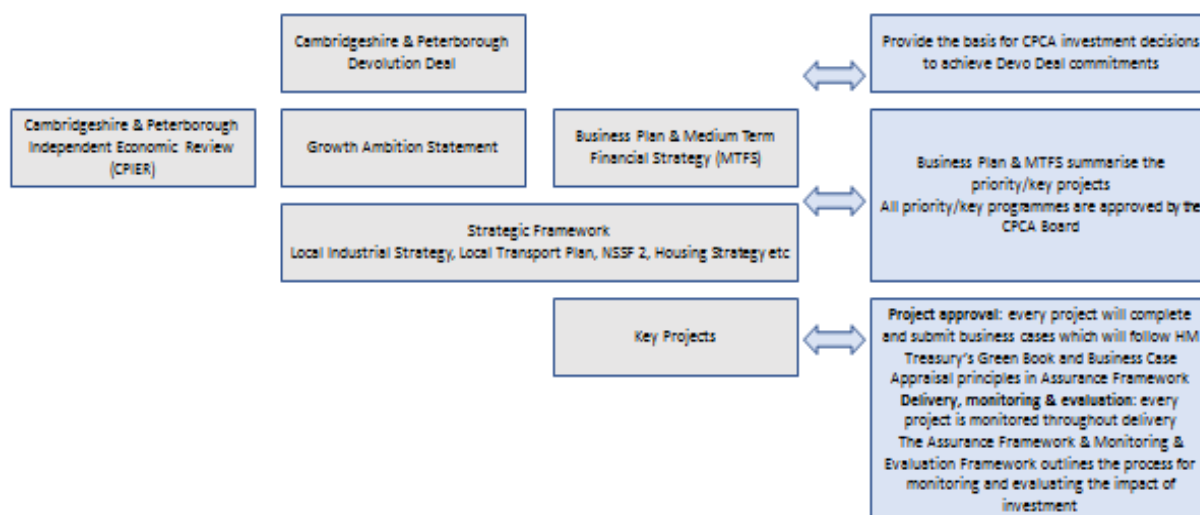 Cambridgeshire & Peterborough
Devolution Deal
Provide the basis for CPCA investment decisions
to achieve Devo Deal commitments
Cambridgeshire & Peterborough
Independent Economic Review
(CPIER)
Growth Ambition Statement
Business Plan & Medium Term
Financial Strategy (MTFS)
Business Plan & MTFS summarise the
priority/key projects
All priority/key programmes are approved by the
CPCA Board
Strategic Framework
Local Industrial Strategy, Local Transport Plan, NSSF 2, Housing Strategy etc
Key Projects
Project approval: every project will complete
and submit business cases which will follow HM
Treasury's Green Book and Business Case
Appraisal principles in Assurance Framework
Delivery, monitoring & evaluation: every
project is monitored throughout delivery
The Assurance Framework & Monitoring &
Evaluation Framework outlines the process for
monitoring and evaluating the impact of
investment